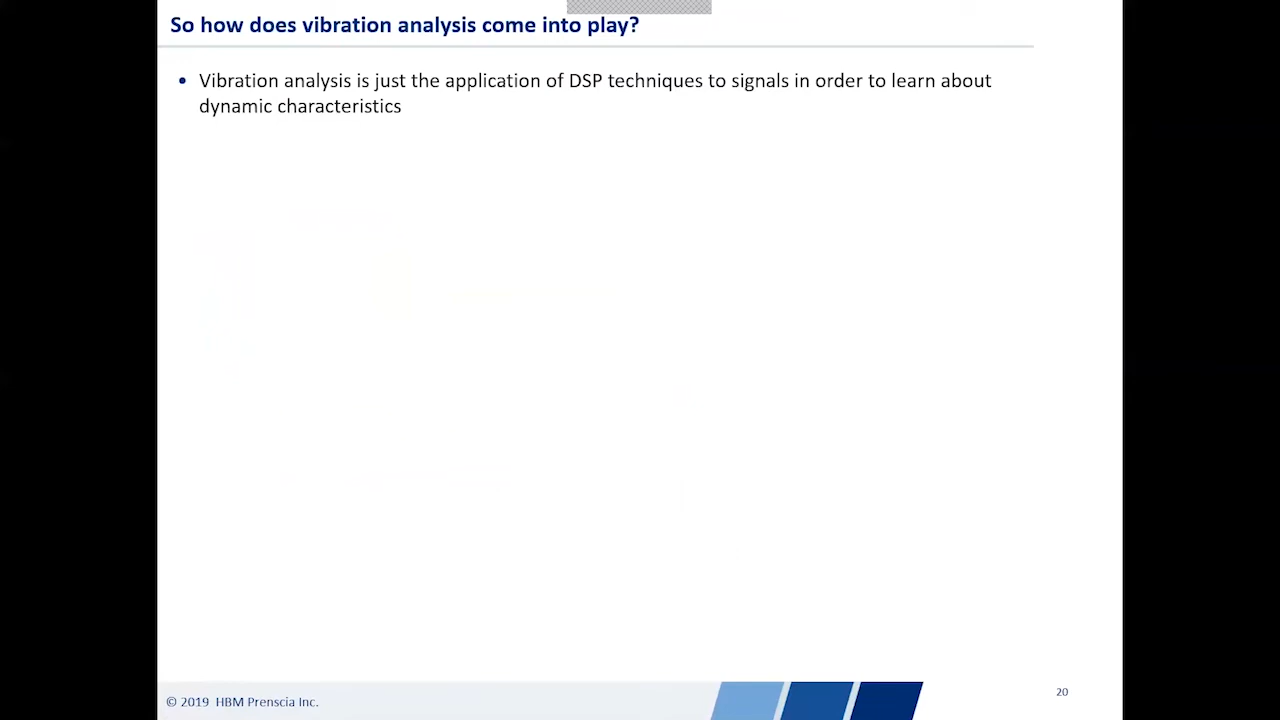 So how does vibration analysis come into play?
• Vibration analysis is just the application of DSP techniques to signals in order to learn about
dynamic characteristics
© 2019 HBM Prenscia Inc.
20